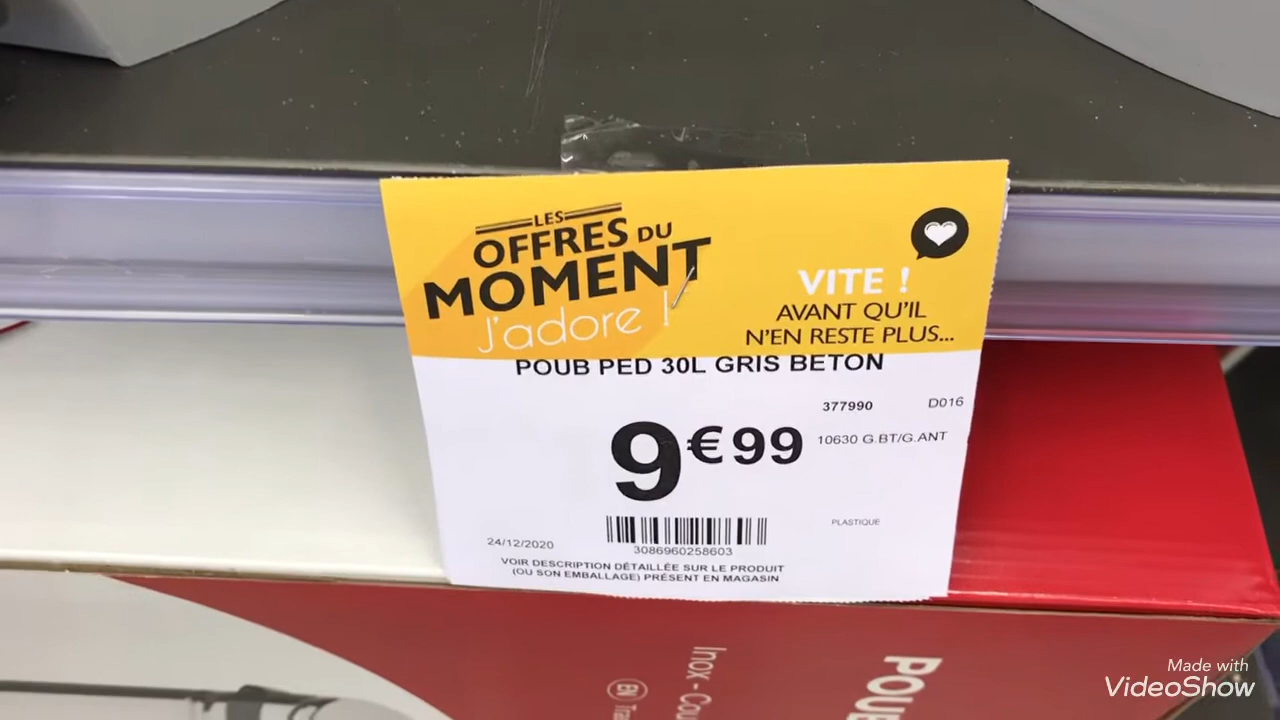 LES
OFFRES DU
MOMENT
J'adore !
VITE !
AVANT QU'IL
N'EN RESTE PLUS...
POUB PED 30L GRIS BETON
377990 D016
9€99
10630 G.BT/G.ANT
PLASTIQUE
24/12/2020
3086960258603
VOIR DESCRIPTION DÉTAILLÉE SUR LE PRODUIT
(OU SON EMBALLAGE) PRÉSENT EN MAGASIN
Inox -
EN
POU
Made with
VideoShow